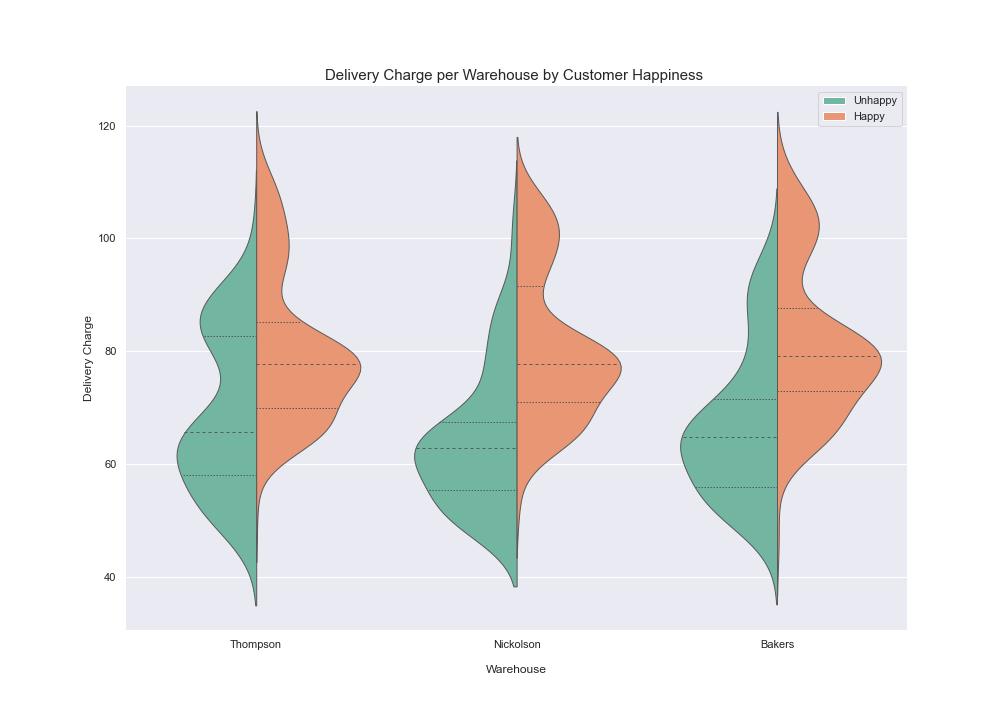 Delivery Charge per Warehouse by Customer Happiness
Unhappy
Happy
120
100
80
60
40
Delivery Charge
Thompson
Nickolson
Bakers
Warehouse